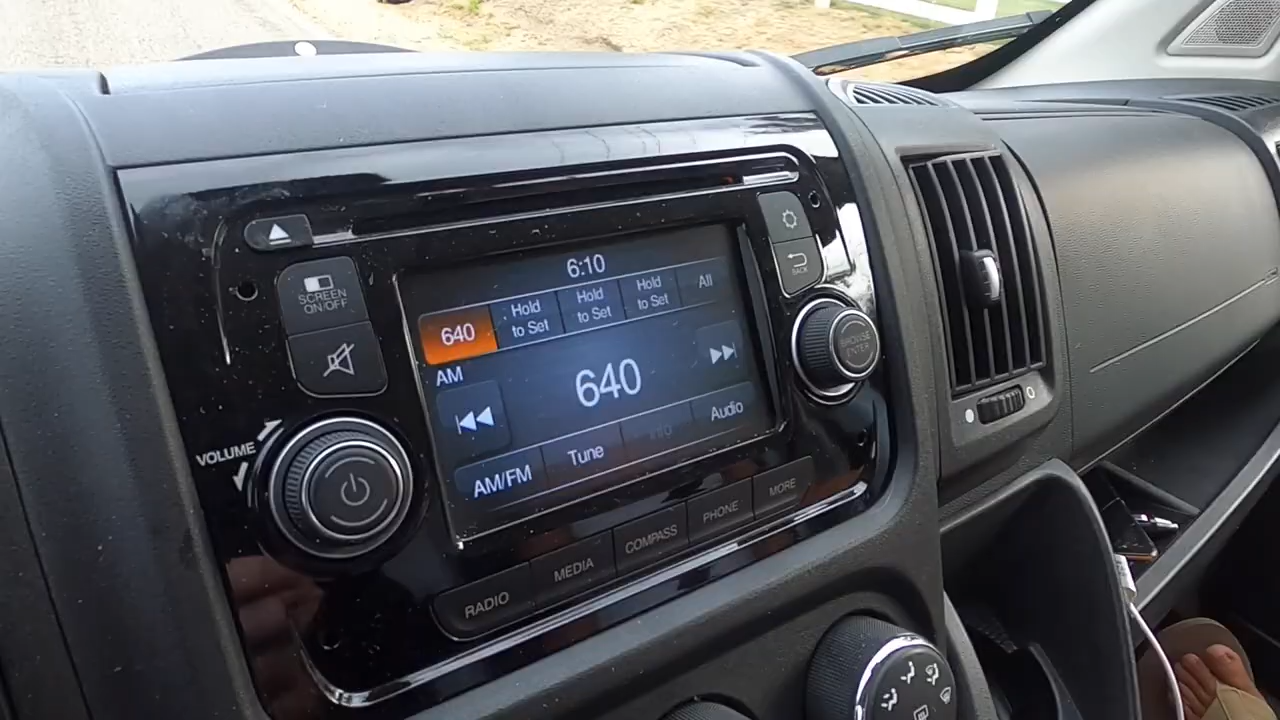 6:10
SCREEN
ON/OFF
BACK
640
Hold
to Set
Hold
to Set
Hold
to Set
All
AM
640
BROWSE
ENTER
VOLUME
AM/FM
Tune
Info
Audio
RADIO
MEDIA
COMPASS
PHONE
MORE